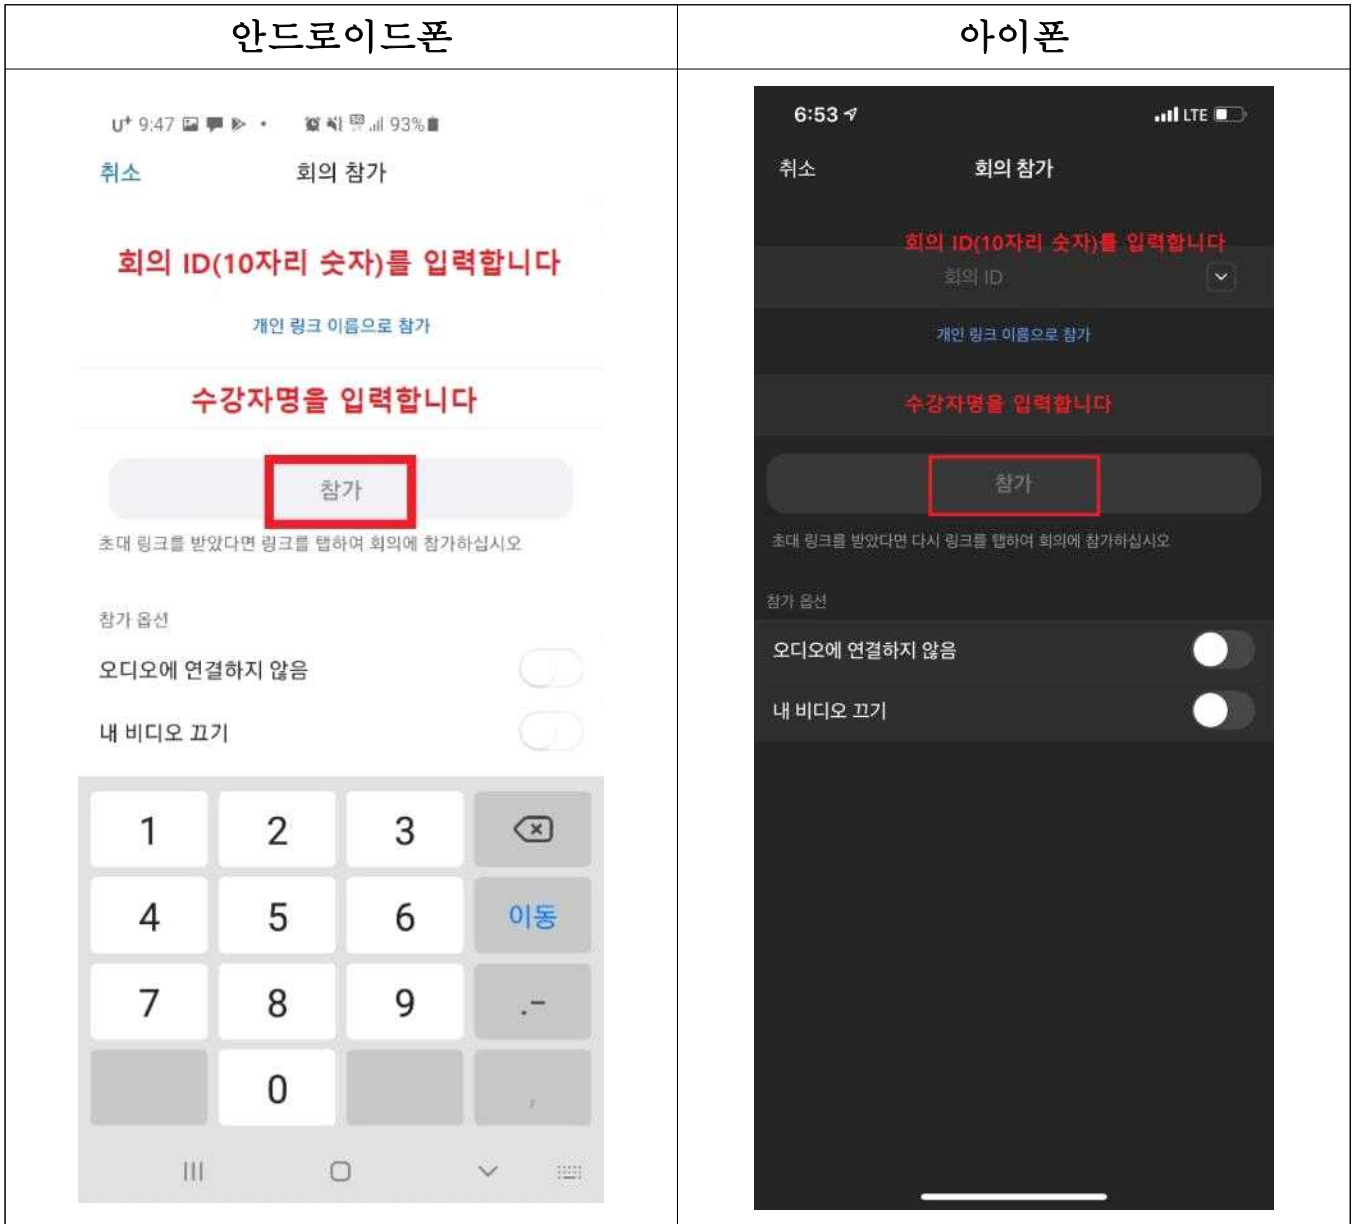 안드로이드폰
아이폰
U+ 9:47
93%
취소
회의 참가
회의 ID(10자리 숫자)를 입력합니다
개인 링크 이름으로 참가
수강자명을 입력합니다
참가
초대 링크를 받았다면 링크를 탭하여 회의에 참가하십시오
참가 옵션
오디오에 연결하지 않음
내 비디오 끄기
1 2 3
4 5 6 이동
7 8 9 .-
0 ,
6:53
LTE
취소
회의 참가
회의 ID(10자리 숫자)를 입력합니다
회의 ID
개인 링크 이름으로 참가
수강자명을 입력합니다
참가
초대 링크를 받았다면 다시 링크를 탭하여 회의에 참가하십시오
참가 옵션
오디오에 연결하지 않음
내 비디오 끄기